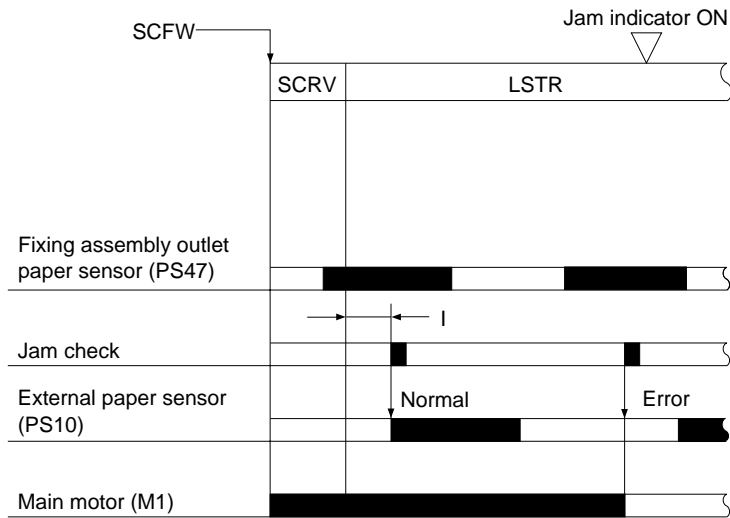 Jam indicator ON
SCFW
SCRV
LSTR
Fixing assembly outlet
paper sensor (PS47)
l
Jam check
External paper sensor
(PS10)
Normal
Error
Main motor (M1)